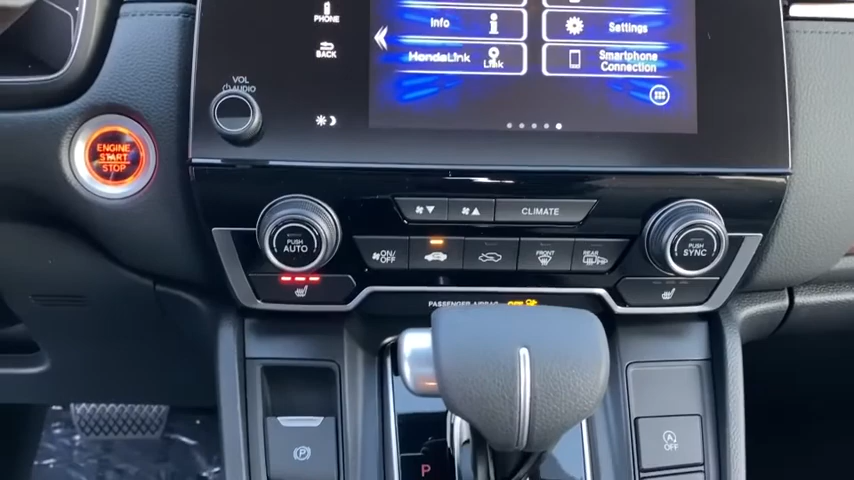 PHONE
BACK
VOL
AUDIO
Info
Settings
HondaLink
Link
Smartphone
Connection
ENGINE
START
STOP
CLIMATE
PUSH
AUTO
ON/
OFF
FRONT
REAR
PUSH
SYNC
PASSENGER AIRBAG OFF
P
A
OFF
P